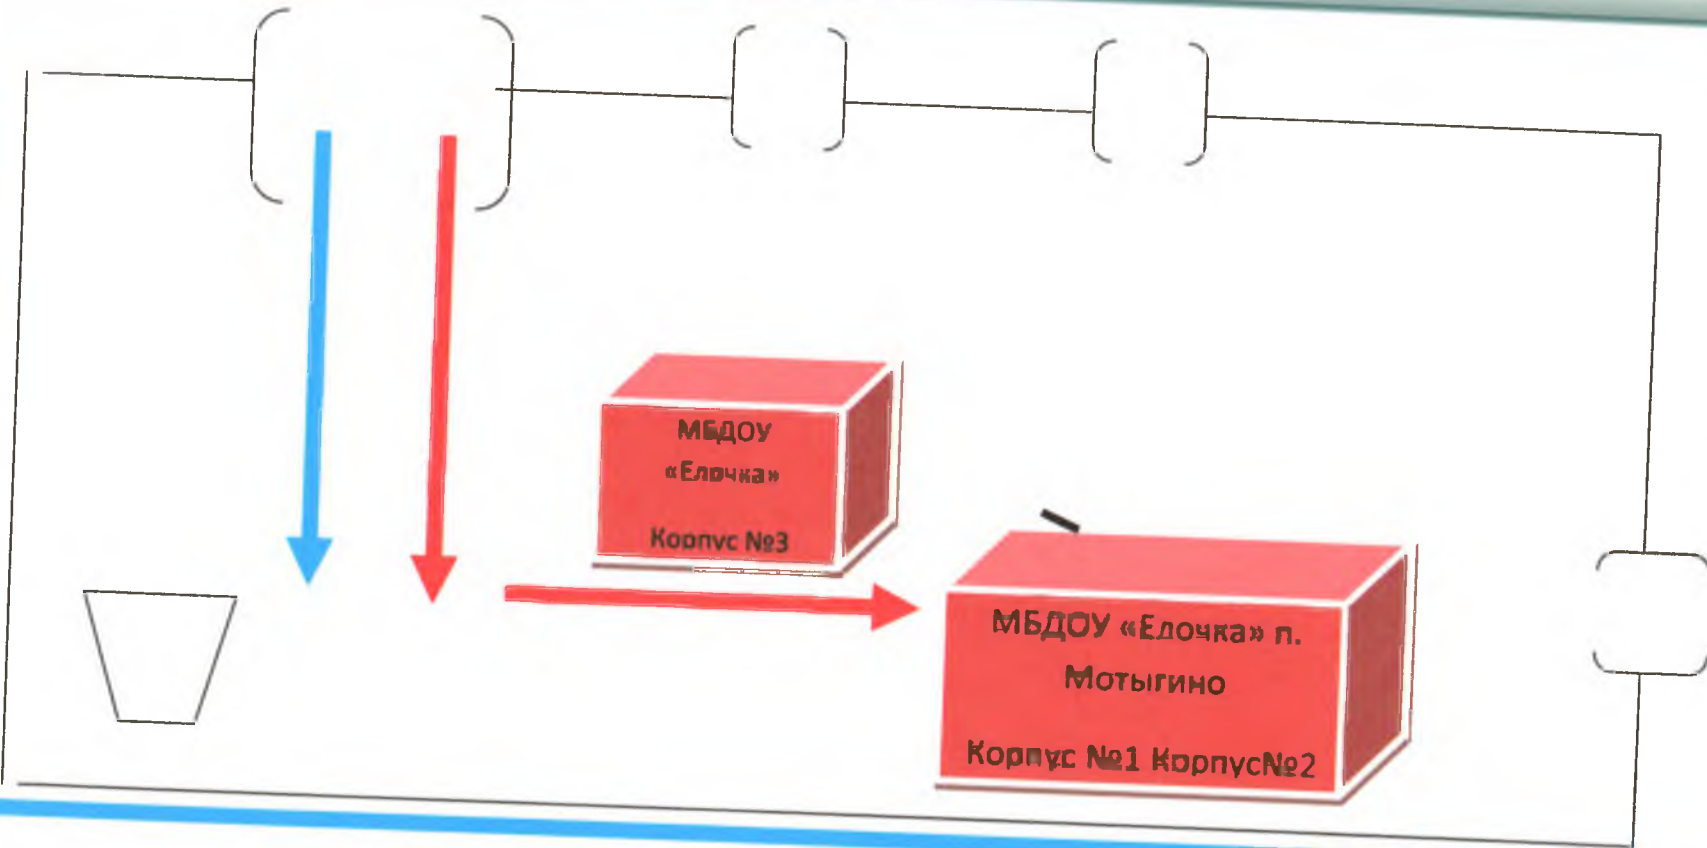 МБДОУ
«Елочка»
Корпус №3
МБДОУ «Елочка» п.
Мотыгино
Корпус №1 Корпус№2